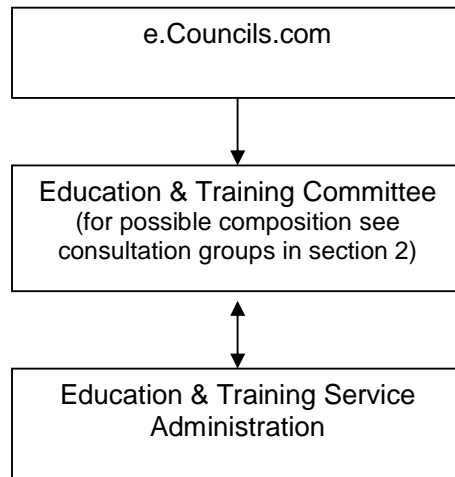 e.Councils.com
Education & Training Committee
(for possible composition see
consultation groups in section 2)
Education & Training Service
Administration